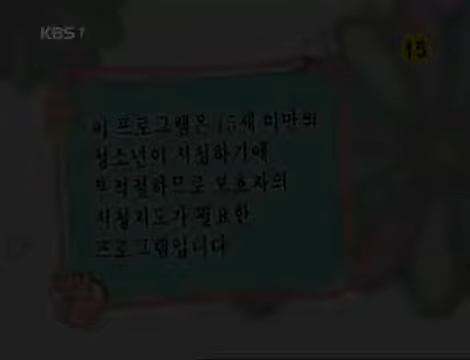 KBS 1
15
이 프로그램은 15세 미만의
청소년이 시청하기에
부적절하므로 보호자의
시청지도가 필요한
프로그램입니다